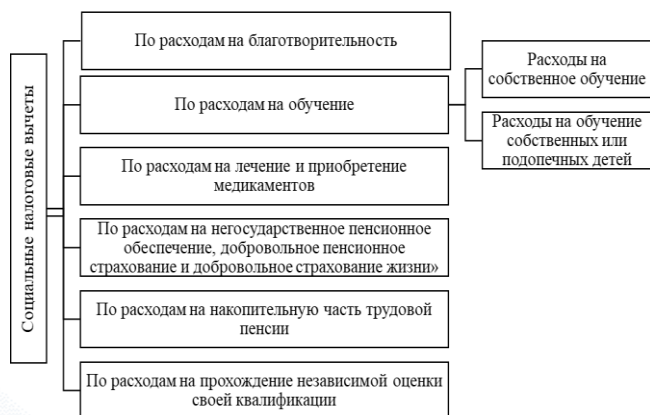 Социальные налоговые вычеты
По расходам на благотворительность
По расходам на обучение
Расходы на
собственное обучение
Расходы на обучение
собственных или
подопечных детей
По расходам на лечение и приобретение
медикаментов
По расходам на негосударственное пенсионное
обеспечение, добровольное пенсионное
страхование и добровольное страхование жизни»
По расходам на накопительную часть трудовой
пенсии
По расходам на прохождение независимой оценки
своей квалификации